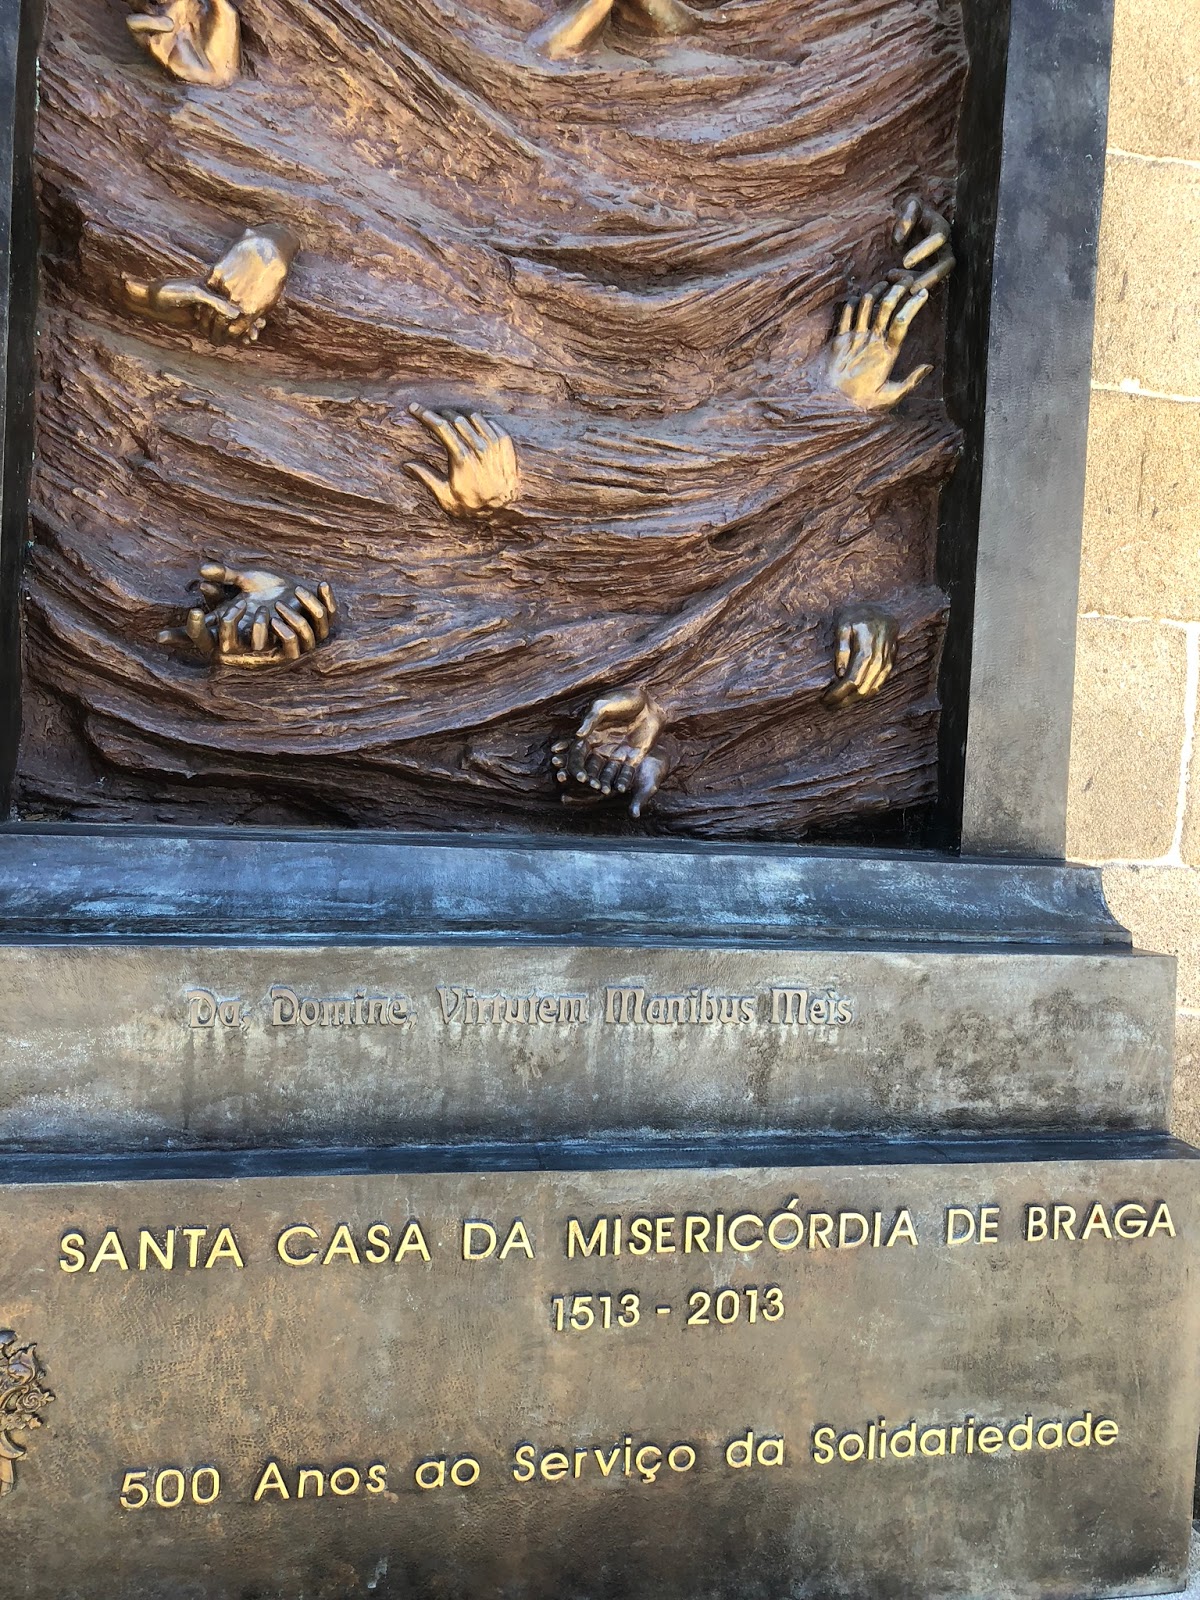 Da, Domine, Virtutem Manibus Meis
SANTA CASA DA MISERICÓRDIA DE BRAGA
1513 - 2013
500 Anos ao Serviço da Solidariedade